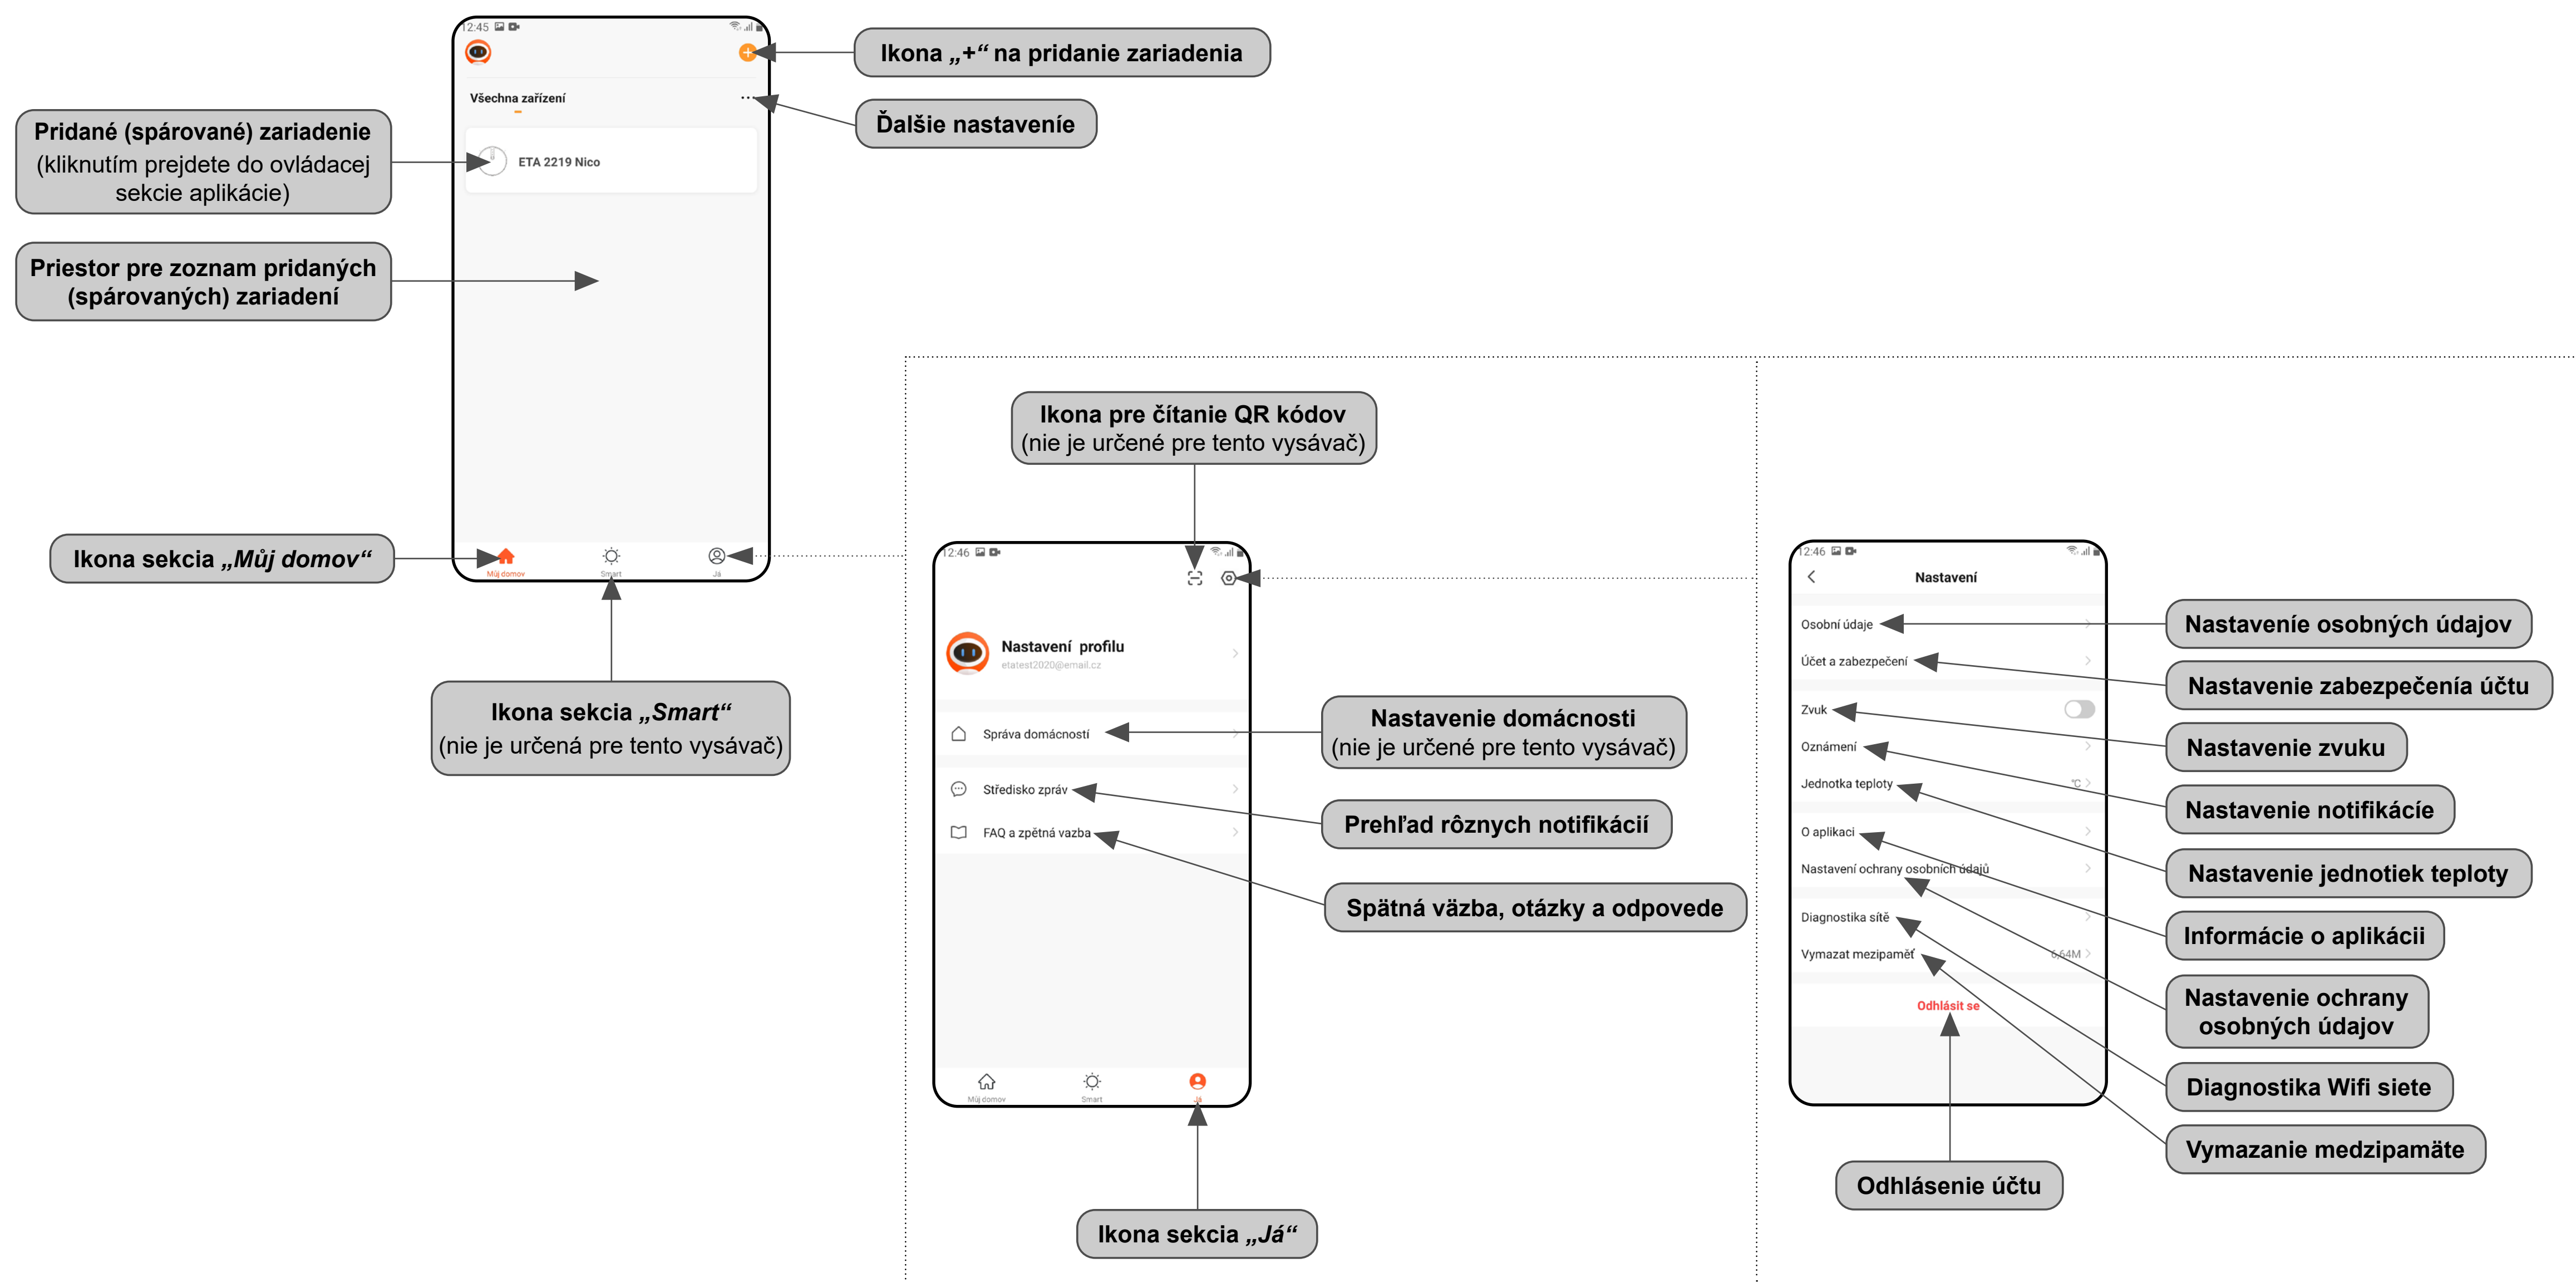 12:45
Ikona „+“ na pridanie zariadenia
Všechna zařízení
Ďalšie nastaveníe
Pridané (spárované) zariadenie
(kliknutím prejdete do ovládacej
sekcie aplikácie)
ETA 2219 Nico
Priestor pre zoznam pridaných
(spárovaných) zariadení
Ikona sekcia „Můj domov“
Můj domov
Smart
Já
Ikona sekcia „Smart“
(nie je určená pre tento vysávač)
Ikona pre čítanie QR kódov
(nie je určené pre tento vysávač)
12:46
Nastavení profilu
etatest2020@email.cz
Správa domácností
Nastavenie domácnosti
(nie je určené pre tento vysávač)
Středisko zpráv
Prehľad rôznych notifikácií
FAQ a zpětná vazba
Spätná väzba, otázky a odpovede
Můj domov
Smart
Já
Ikona sekcia „Já“
12:46
Nastavení
Osobní údaje
Nastaveníe osobných údajov
Účet a zabezpečení
Nastavenie zabezpečenía účtu
Zvuk
Nastavenie zvuku
Oznámení
Nastavenie notifikácíe
Jednotka teploty
°C
Nastavenie jednotiek teploty
O aplikaci
Informácie o aplikácii
Nastavení ochrany osobních údajů
Nastavenie ochrany
osobných údajov
Diagnostika sítě
Diagnostika Wifi siete
Vymazat mezipaměť
6,64M
Vymazanie medzipamäte
Odhlásit se
Odhlásenie účtu